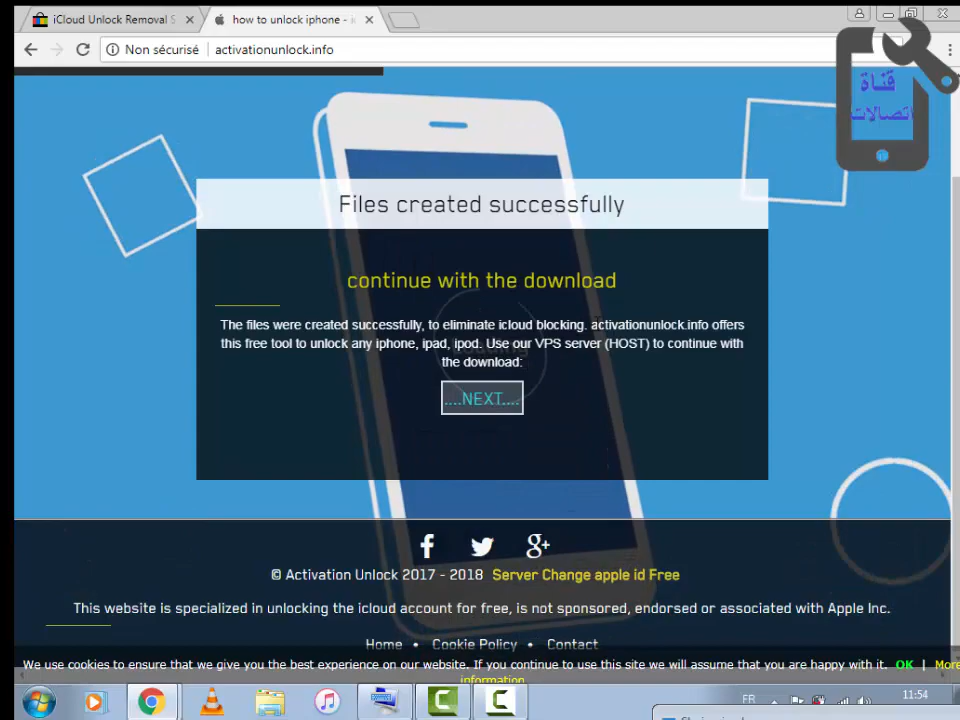 iCloud Unlock Removal S
how to unlock iphone - i
Non sécurisé
activationunlock.info
قناة
اتصالات
Files created successfully
continue with the download
The files were created successfully, to eliminate icloud blocking. activationunlock.info offers
this free tool to unlock any iphone, ipad, ipod. Use our VPS server (HOST) to continue with
the download:
Loading
....NEXT....
f
g+
© Activation Unlock 2017 - 2018 Server Change apple id Free
This website is specialized in unlocking the icloud account for free, is not sponsored, endorsed or associated with Apple Inc.
Home • Cookie Policy • Contact
We use cookies to ensure that we give you the best experience on our website. If you continue to use this site we will assume that you are happy with it. OK | More
information
FR
11:54